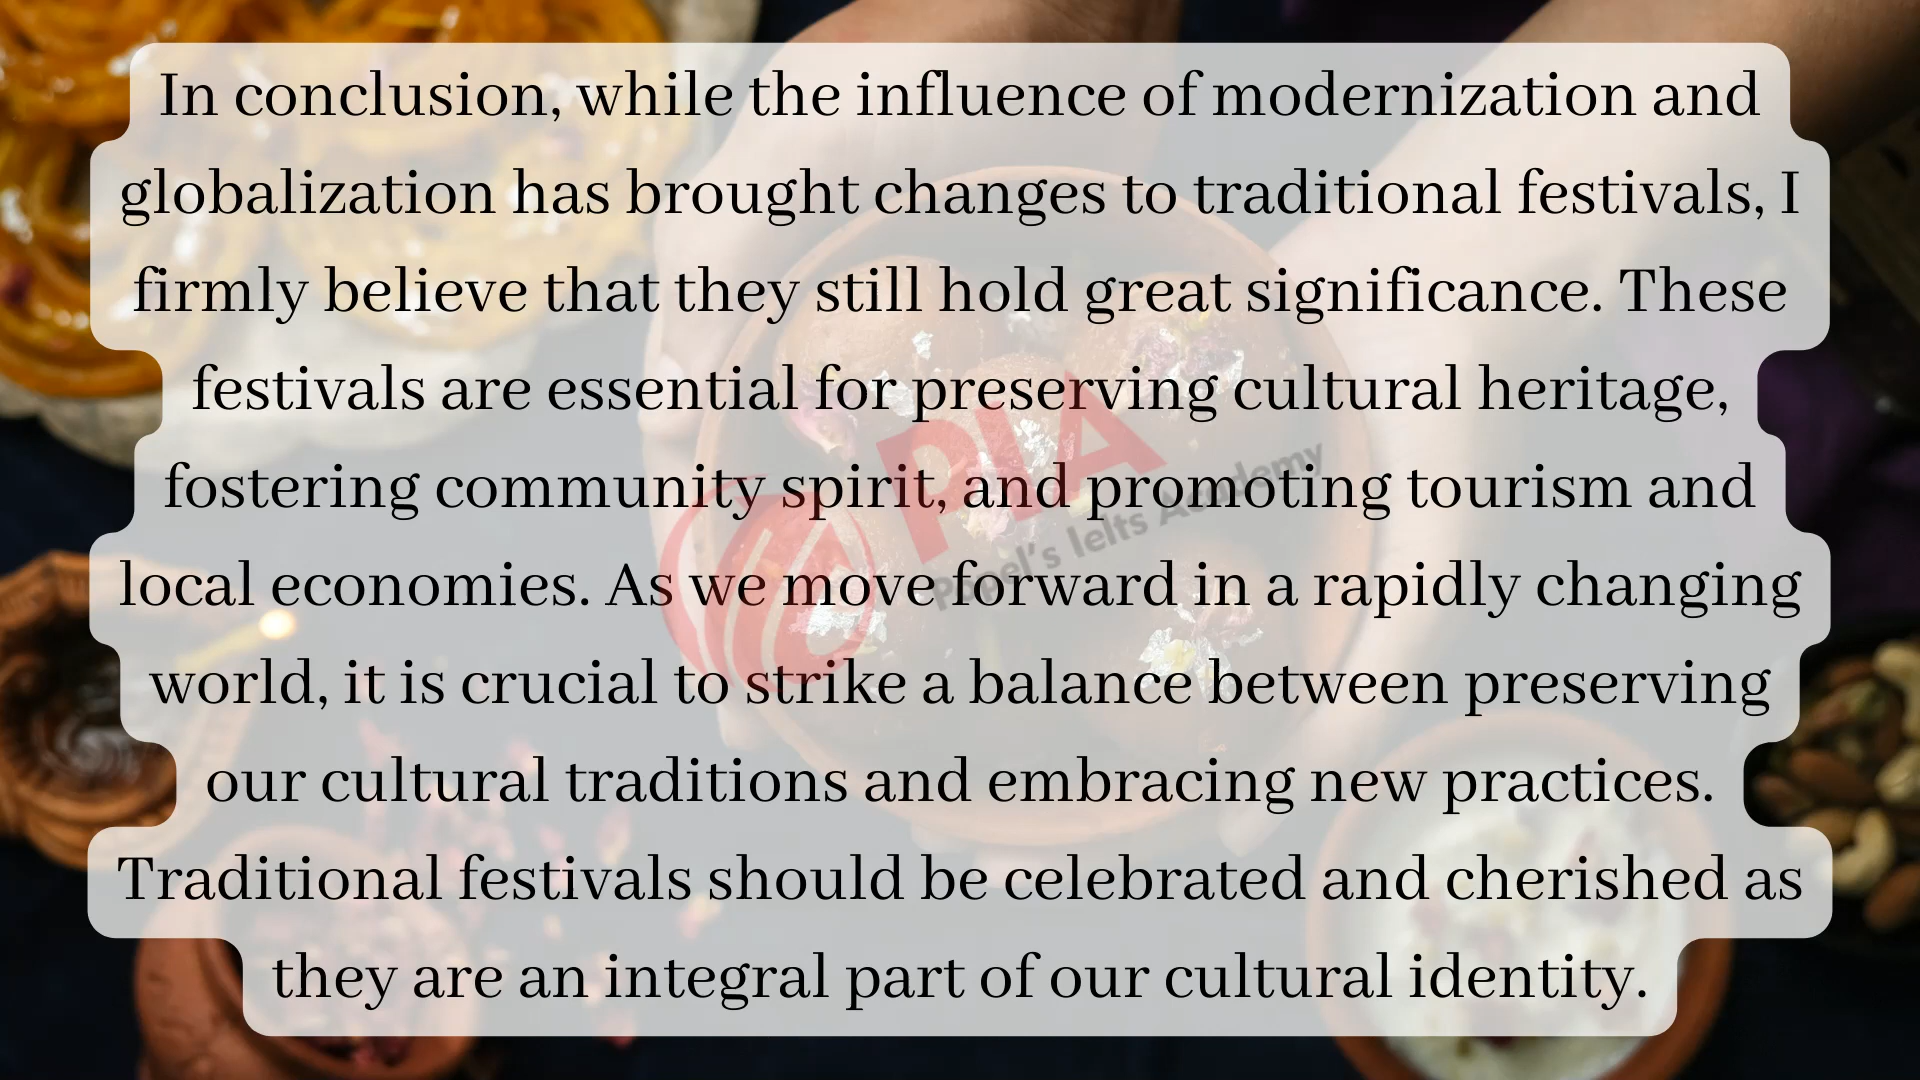 In conclusion, while the influence of modernization and
globalization has brought changes to traditional festivals, I
firmly believe that they still hold great significance. These
festivals are essential for preserving cultural heritage,
fostering community spirit, and promoting tourism and
local economies. As we move forward in a rapidly changing
world, it is crucial to strike a balance between preserving
our cultural traditions and embracing new practices.
Traditional festivals should be celebrated and cherished as
they are an integral part of our cultural identity.
PIA
Popel's Ielts Academy